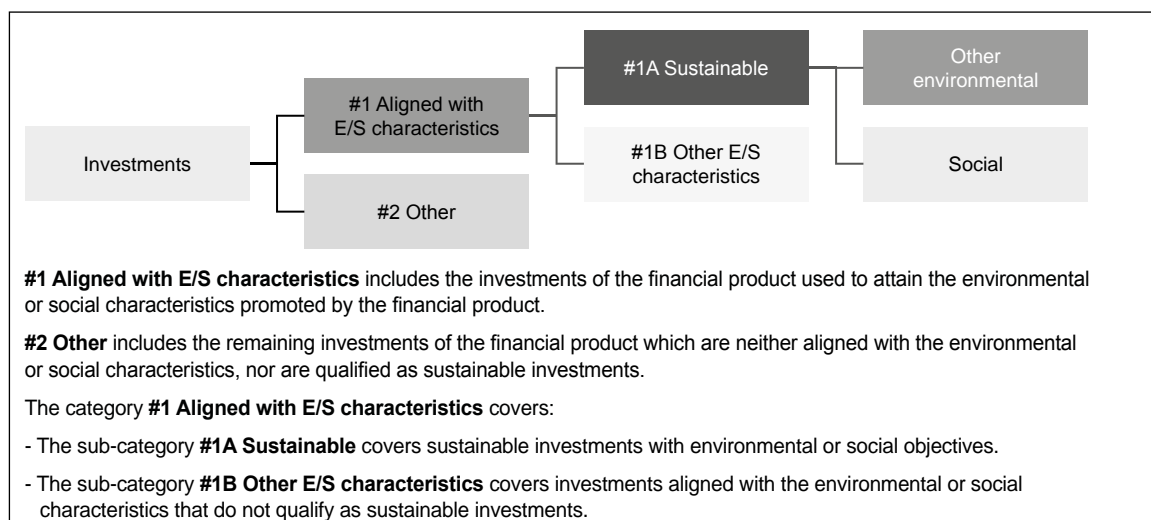 #1A Sustainable
Other
environmental
#1 Aligned with
E/S characteristics
Investments
#1B Other E/S
characteristics
Social
#2 Other
#1 Aligned with E/S characteristics includes the investments of the financial product used to attain the environmental
or social characteristics promoted by the financial product.
#2 Other includes the remaining investments of the financial product which are neither aligned with the environmental
or social characteristics, nor are qualified as sustainable investments.
The category #1 Aligned with E/S characteristics covers:
- The sub-category #1A Sustainable covers sustainable investments with environmental or social objectives.
- The sub-category #1B Other E/S characteristics covers investments aligned with the environmental or social
characteristics that do not qualify as sustainable investments.